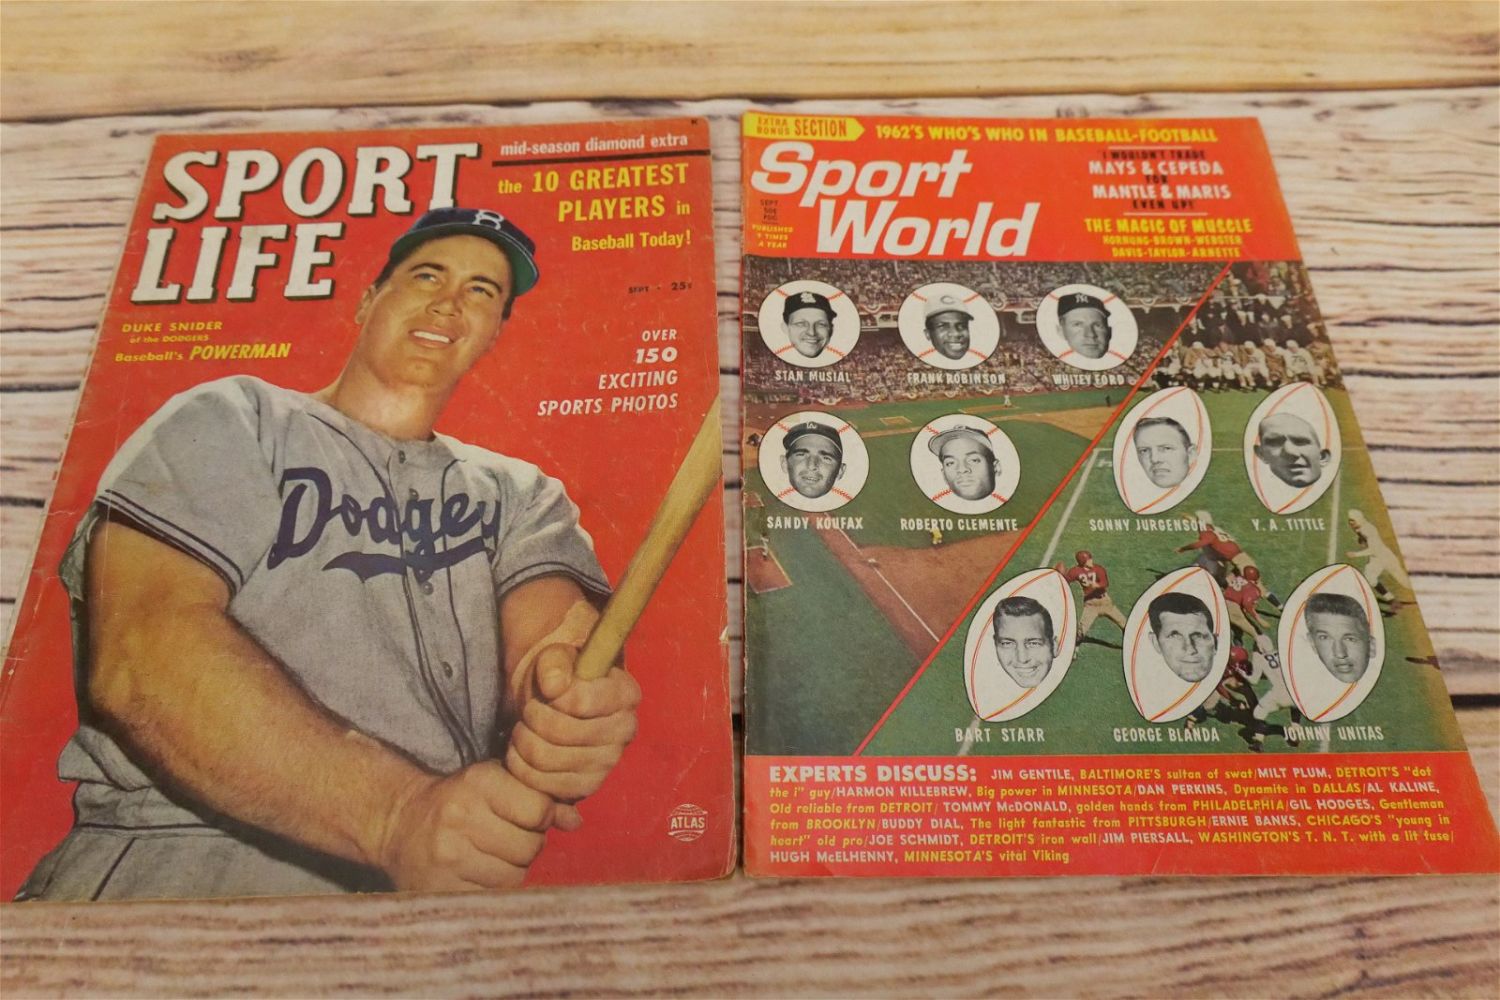 SPORT
LIFE
K
mid-season diamond extra
the 10 GREATEST
PLAYERS in
Baseball Today!
SEPT • 25¢
DUKE SNIDER
of the DODGERS
Baseball's POWERMAN
OVER
150
EXCITING
SPORTS PHOTOS
B
Dodgers
ATLAS
EXTRA
BONUS SECTION
1962'S WHO'S WHO IN BASEBALL-FOOTBALL
Sport
World
SEPT.
50¢
PDC
PUBLISHED
7 TIMES
A YEAR
I WOULDN'T TRADE
MAYS & CEPEDA
FOR
MANTLE & MARIS
EVEN UP!
THE MAGIC OF MUSCLE
HORNUNG-BROWN-WEBSTER
DAVIS-TAYLOR-ARNETTE
STAN MUSIAL
FRANK ROBINSON
WHITEY FORD
SANDY KOUFAX
ROBERTO CLEMENTE
SONNY JURGENSON
Y. A. TITTLE
BART STARR
GEORGE BLANDA
JOHNNY UNITAS
EXPERTS DISCUSS: JIM GENTILE, BALTIMORE'S sultan of swat/MILT PLUM, DETROIT'S "dot
the i" guy/HARMON KILLEBREW, Big power in MINNESOTA/DAN PERKINS, Dynamite in DALLAS/AL KALINE,
Old reliable from DETROIT/TOMMY McDONALD, golden hands from PHILADELPHIA/GIL HODGES, Gentleman
from BROOKLYN/BUDDY DIAL, The light fantastic from PITTSBURGH/ERNIE BANKS, CHICAGO'S "young in
heart" old pro/JOE SCHMIDT, DETROIT'S iron wall/JIM PIERSALL, WASHINGTON'S T. N. T. with a lit fuse/
HUGH McELHENNY, MINNESOTA'S vital Viking